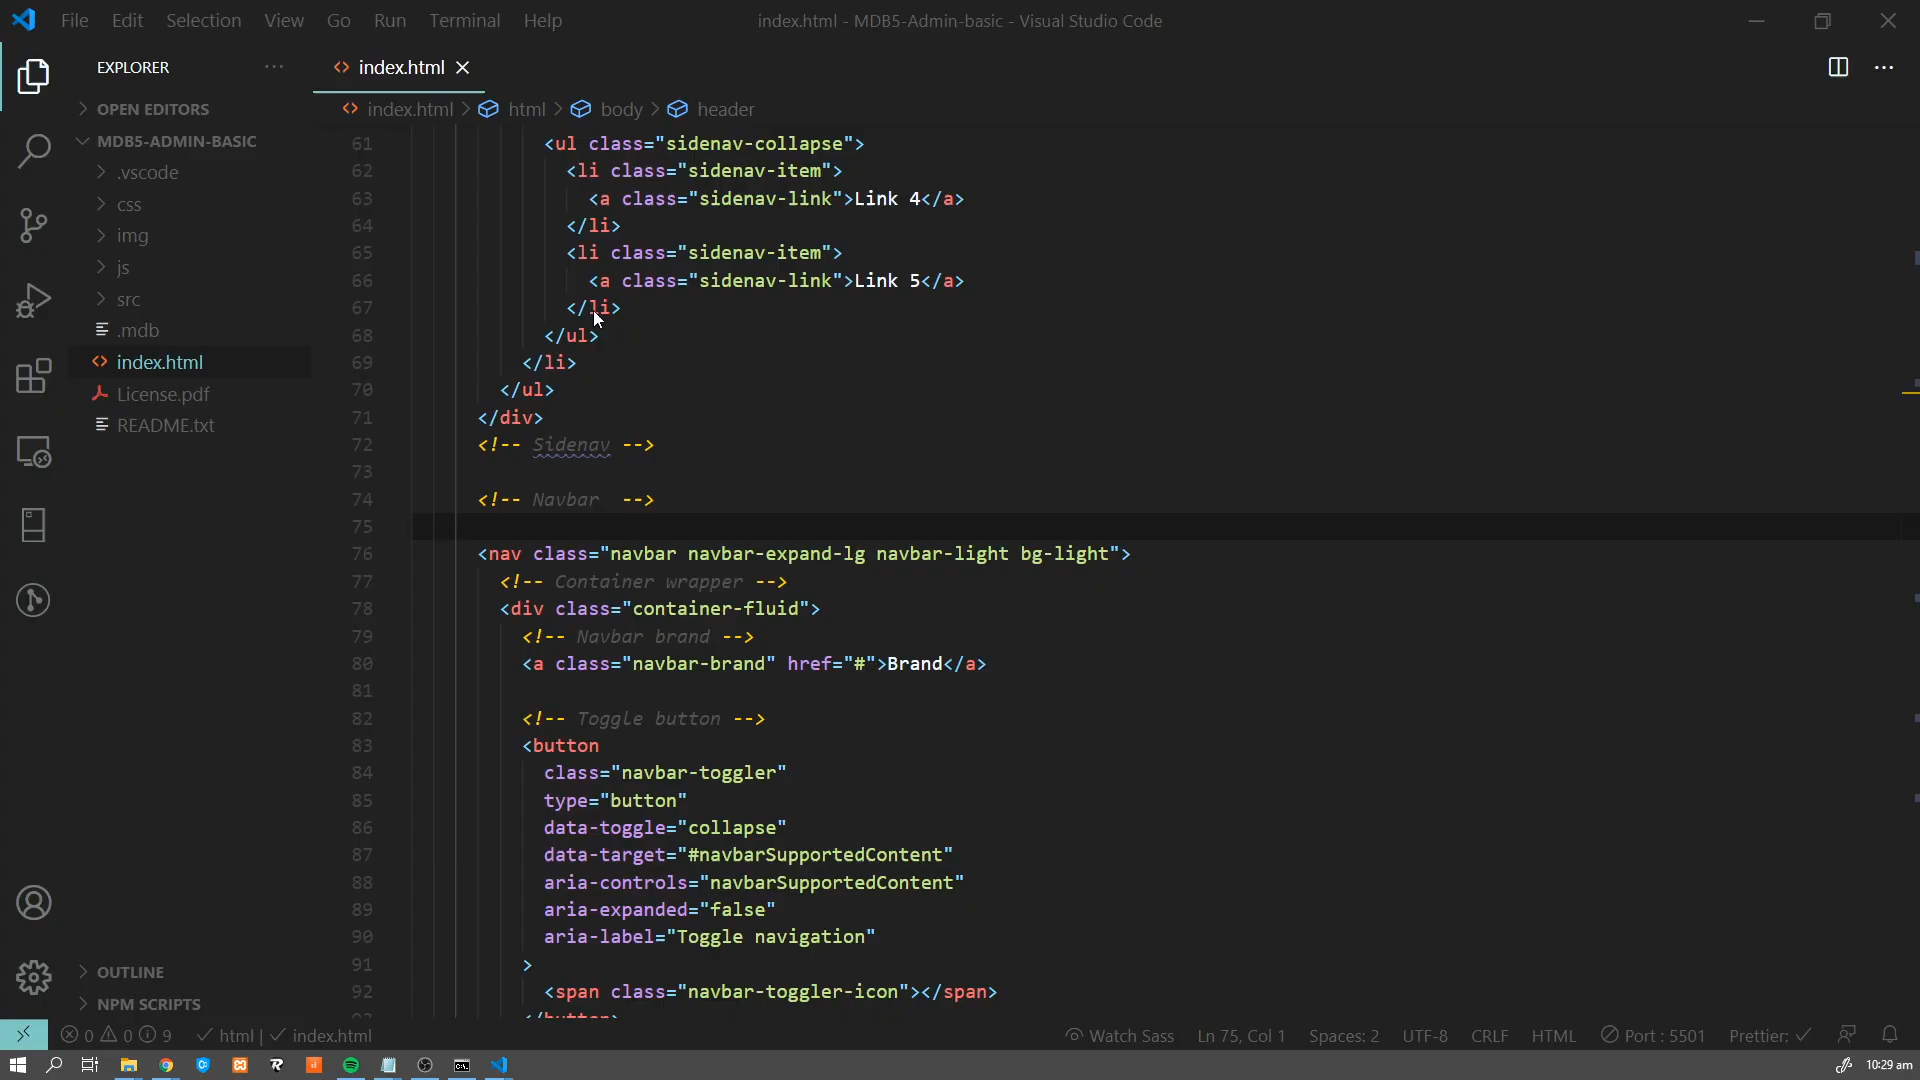 File Edit Selection View Go Run Terminal Help
index.html - MDB5-Admin-basic - Visual Studio Code
EXPLORER
index.html
OPEN EDITORS
index.html html body header
MDB5-ADMIN-BASIC
.vscode
css
img
js
src
.mdb
index.html
License.pdf
README.txt
OUTLINE
NPM SCRIPTS
61 <ul class="sidenav-collapse">
62 <li class="sidenav-item">
63 <a class="sidenav-link">Link 4</a>
64 </li>
65 <li class="sidenav-item">
66 <a class="sidenav-link">Link 5</a>
67 </li>
68 </ul>
69 </li>
70 </ul>
71 </div>
72 <!-- Sidenav -->
73
74 <!-- Navbar  -->
75
76 <nav class="navbar navbar-expand-lg navbar-light bg-light">
77 <!-- Container wrapper -->
78 <div class="container-fluid">
79 <!-- Navbar brand -->
80 <a class="navbar-brand" href="#">Brand</a>
81
82 <!-- Toggle button -->
83 <button
84 class="navbar-toggler"
85 type="button"
86 data-toggle="collapse"
87 data-target="#navbarSupportedContent"
88 aria-controls="navbarSupportedContent"
89 aria-expanded="false"
90 aria-label="Toggle navigation"
91 >
92 <span class="navbar-toggler-icon"></span>
93 </button>
0 0 9 html | index.html Watch Sass Ln 75, Col 1 Spaces: 2 UTF-8 CRLF HTML Port : 5501 Prettier:
10:29 am